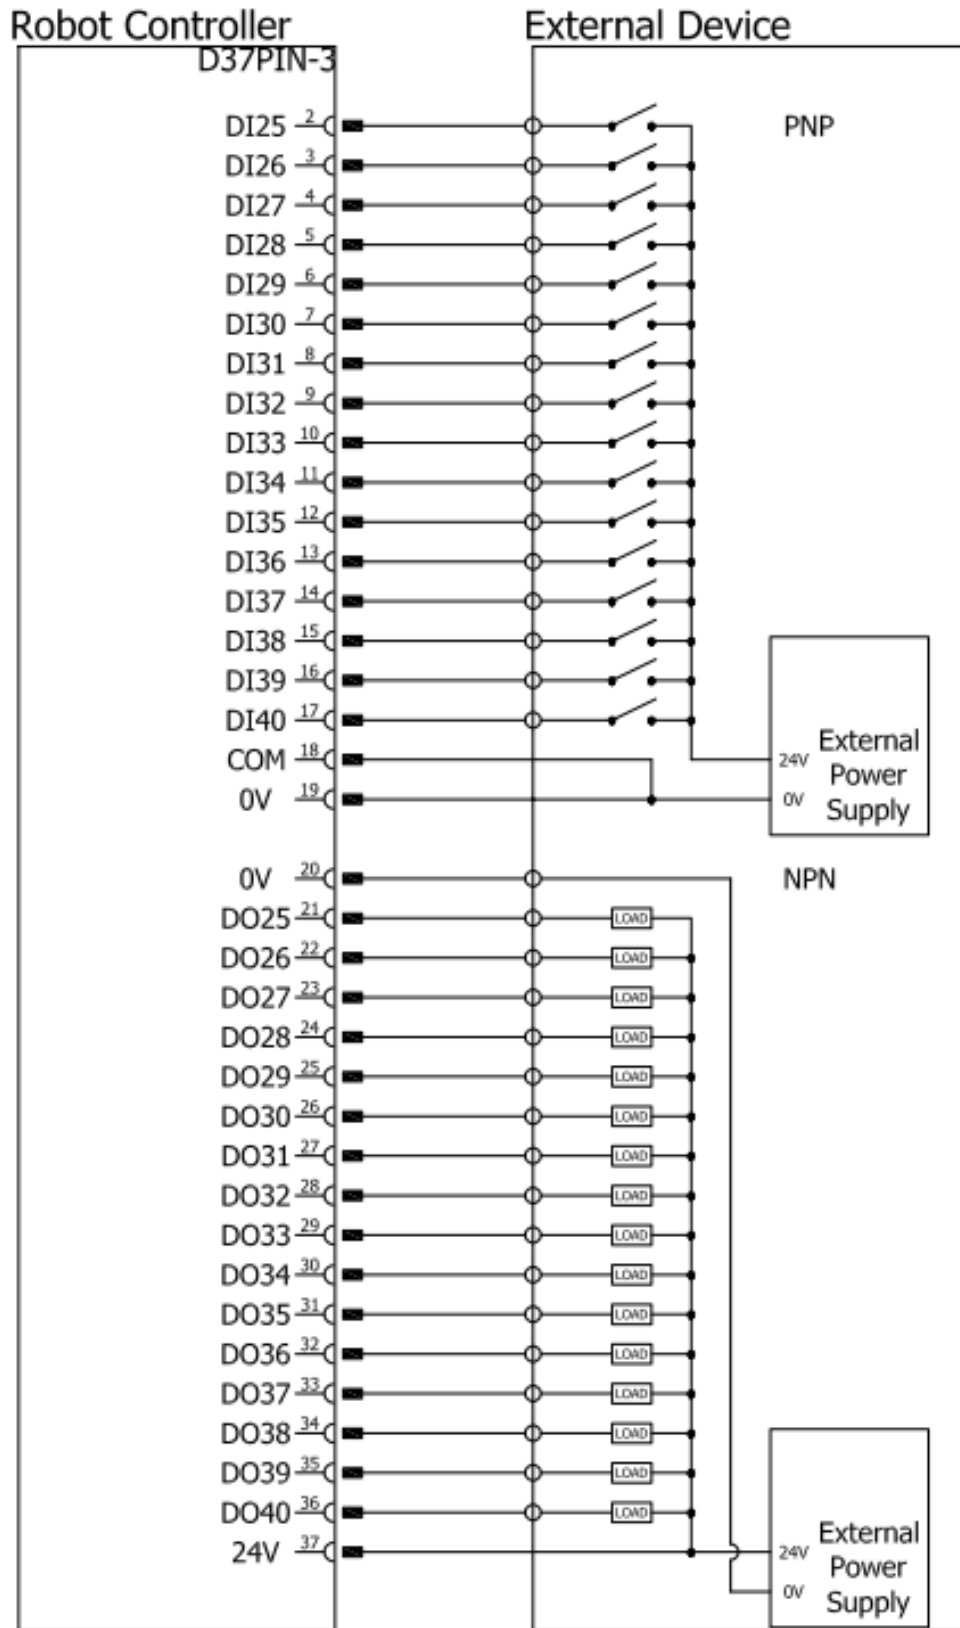 Robot Controller External Device
D37PIN-3
DI25 2 PNP
DI26 3
DI27 4
DI28 5
DI29 6
DI30 7
DI31 8
DI32 9
DI33 10
DI34 11
DI35 12
DI36 13
DI37 14
DI38 15
DI39 16
DI40 17
External
COM 18 24V
Power
0V 19 0V
Supply
0V 20 NPN
DO25 21 LOAD
DO26 22 LOAD
DO27 23 LOAD
DO28 24 LOAD
DO29 25 LOAD
DO30 26 LOAD
DO31 27 LOAD
DO32 28 LOAD
DO33 29 LOAD
DO34 30 LOAD
DO35 31 LOAD
DO36 32 LOAD
DO37 33 LOAD
DO38 34 LOAD
DO39 35 LOAD
DO40 36 LOAD
External
24V 37 24V
Power
0V
Supply